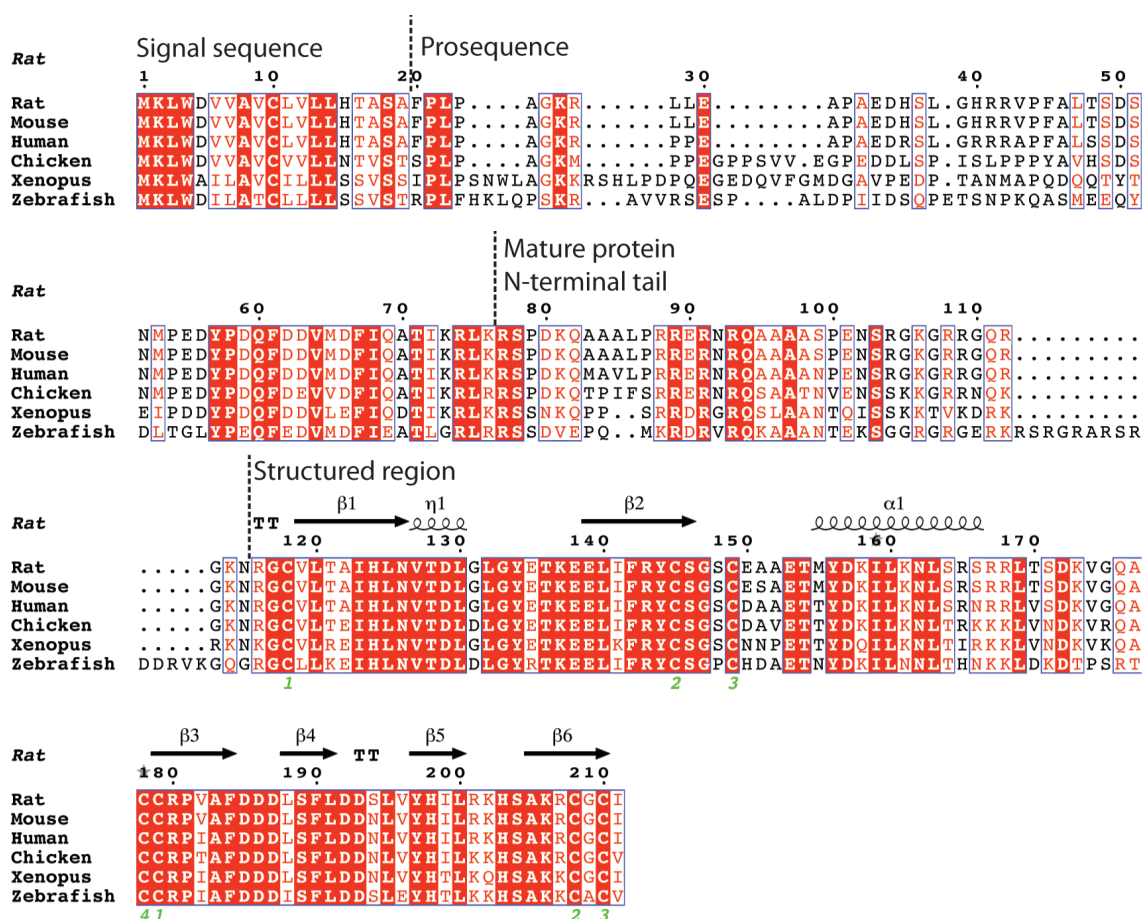 Signal sequence
Prosequence
Rat
1 10 20 30 40 50
Rat MKLWDVVAVCLVLLHTASAFPLP....AGKR......LLE........APAEDHSL.GHRRVPFALTSDS
Mouse MKLWDVVAVCLVLLHTASAFPLP....AGKR......LLE........APAEDHSL.GHRRVPFALTSDS
Human MKLWDVVAVCLVLLHTASAFPLP....AGKR......PPE........APAEDRSL.GRRRAPFALSSDS
Chicken MKLWDVVAVCVVLLNTVSTSPLP....AGKM......PPEGPPSVV.EGPEDDLSP.ISLPPPYAVHSDS
Xenopus MKLWAILAVCILLLSSVSSIPLPSNWLAGKKRSHLPDPQEGEDQVFGMDGAVPEDP.TANMAPQDQQTYT
Zebrafish MKLWDILATCLLLLSSVSTRPLFHKLQPSKR...AVVRSESP....ALDPIIDSQPETSNPKQASMEEQY
Mature protein
N-terminal tail
Rat
60 70 80 90 100 110
Rat NMPEDYPDQFDDVMDFIQATIKRLKRSPDKQAAALPRRERNRQAAAASPENSRGKGRRGQR.........
Mouse NMPEDYPDQFDDVMDFIQATIKRLKRSPDKQAAALPRRERNRQAAAASPENSRGKGRRGQR.........
Human NMPEDYPDQFDDVMDFIQATIKRLKRSPDKQMAVLPRRERNRQAAAANPENSRGKGRRGQR.........
Chicken NMPEDYPDQFDEVVDFIQATIKRLRRSPDKQTPIFSRRERNRQSAATNVENSRKKGRRNQK.........
Xenopus EIPDDYPDQFDDVLEFIQDTIKRLKRSSNKQPP..SRRDRGRQSLAANTQISSKKTVKDRK.........
Zebrafish DLTGLYPEQFEDVMDFIEATLGRLRRSSDVEPQ..MKRDRVRQKAAANTEKSGGRGRGERKRSRGRARSR
Structured region
β1 η1 β2 α1
Rat TT
120 130 140 150 160 170
Rat .....GKNRGCVLTAIHLNVTDLGLGYETKEELIFRYCSGSCEAAETMYDKILKNLSRSRRLTSDKVGQA
Mouse .....GKNRGCVLTAIHLNVTDLGLGYETKEELIFRYCSGSCESAETMYDKILKNLSRSRRLTSDKVGQA
Human .....GKNRGCVLTAIHLNVTDLGLGYETKEELIFRYCSGSCDAAETTYDKILKNLSRNRRLVSDKVGQA
Chicken .....GKNRGCVLTEIHLNVTDLDLGYETKEELIFRYCSGSCDAVETTYDKILKNLTRKKKLVNDKVRQA
Xenopus .....RKNKGCVLREIHLNVTDLGLGYETKEELKFRYCSGSCNNPETTYDQILKNLTIRKKLVNDKVKQA
Zebrafish DDRVKGQGRGCLLKEIHLNVTDLDLGYRTKEELIFRYCSGPCHDAETNYDKILNNLTHNKKLDKDTPSRT
1 2 3
β3 β4 β5 β6
Rat TT
180 190 200 210
Rat CCRPVAFDDDLSFLDDSLVYHILRKHSAKRCGCI
Mouse CCRPVAFDDDLSFLDDNLVYHILRKHSAKRCGCI
Human CCRPIAFDDDLSFLDDNLVYHILRKHSAKRCGCI
Chicken CCRPTAFDDDLSFLDDNLVYHILKKHSAKRCGCV
Xenopus CCRPIAFDDDLSFLDDNLVYHTLKQHSAKKCGCI
Zebrafish CCRPIAFDDDISFLDDSLEYHTLKKHSAKKCACV
4 1 2 3